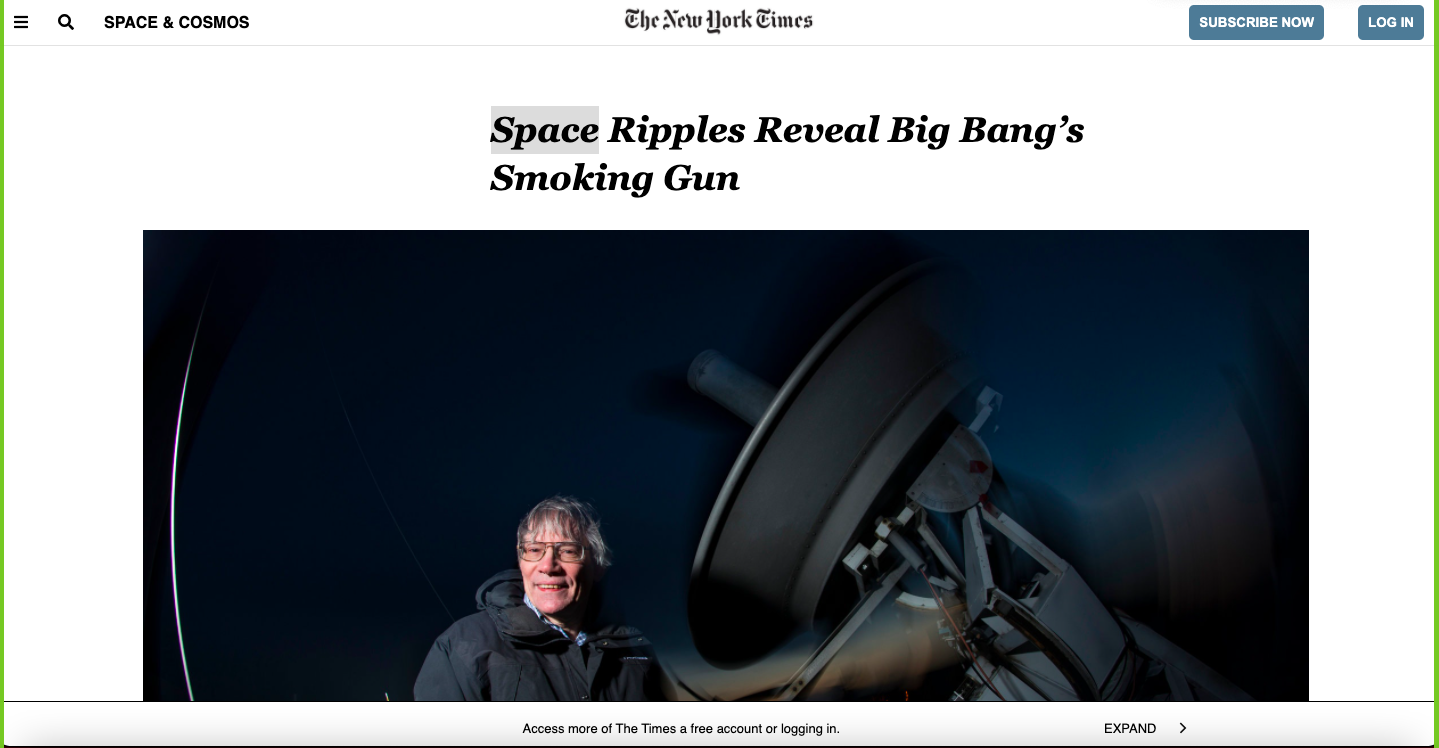 SPACE & COSMOS
The New York Times
SUBSCRIBE NOW
LOG IN
Space Ripples Reveal Big Bang’s
Smoking Gun
Access more of The Times a free account or logging in.
EXPAND